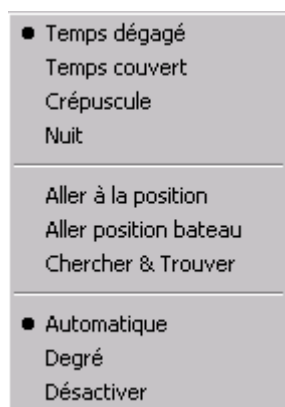 Temps dégagé
Temps couvert
Crépuscule
Nuit
Aller à la position
Aller position bateau
Chercher & Trouver
Automatique
Degré
Désactiver